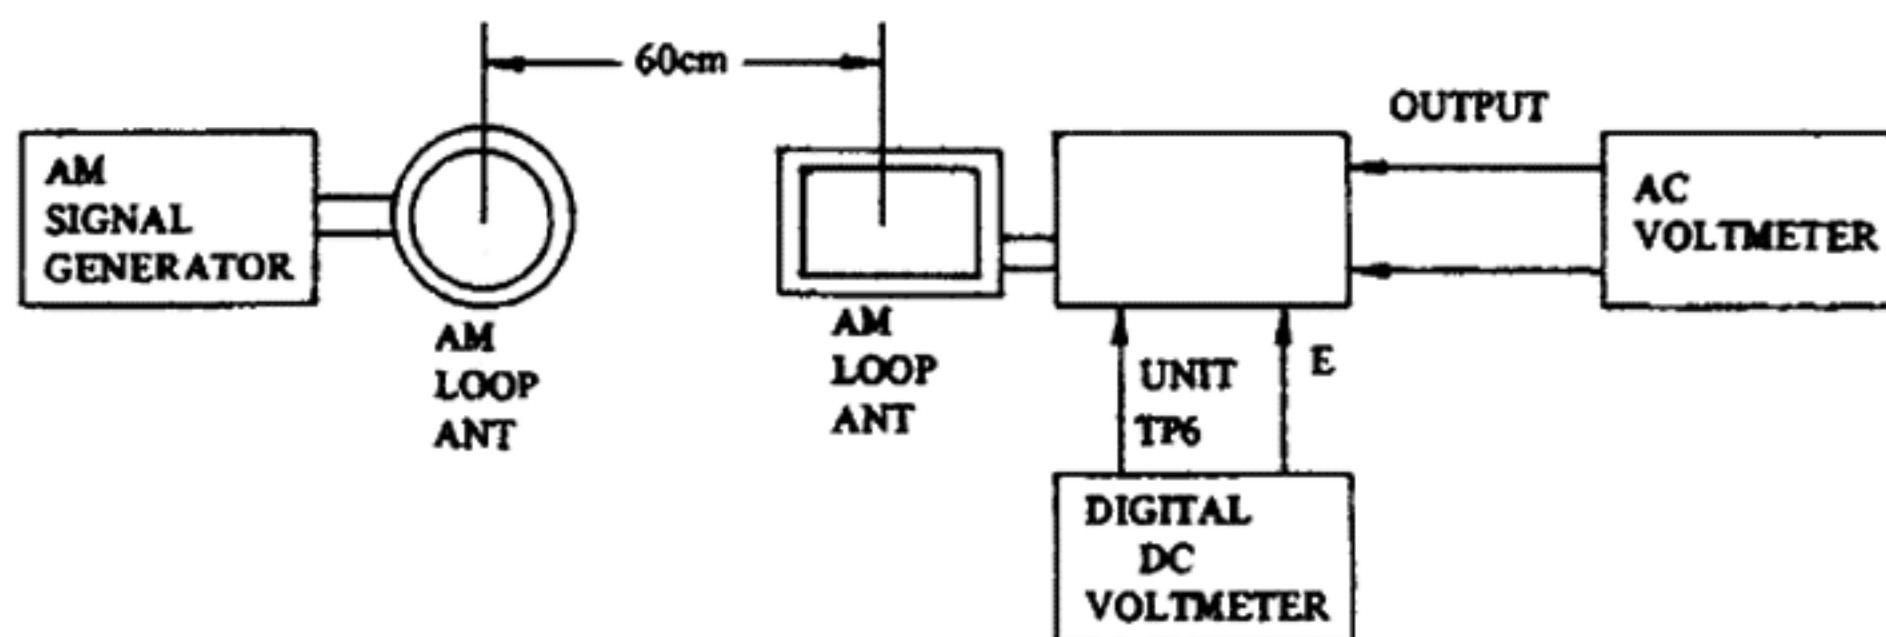 60cm
OUTPUT
AM
SIGNAL
GENERATOR
AM
LOOP
ANT
AM
LOOP
ANT
UNIT
TP6
E
AC
VOLTMETER
DIGITAL
DC
VOLTMETER